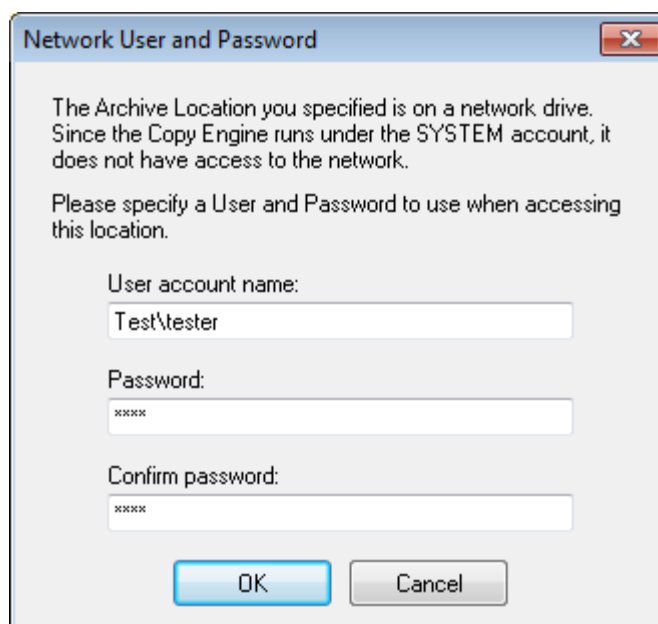 Network User and Password
The Archive Location you specified is on a network drive.
Since the Copy Engine runs under the SYSTEM account, it
does not have access to the network.
Please specify a User and Password to use when accessing
this location.
User account name:
Test\tester
Password:
****
Confirm password:
****
OK
Cancel